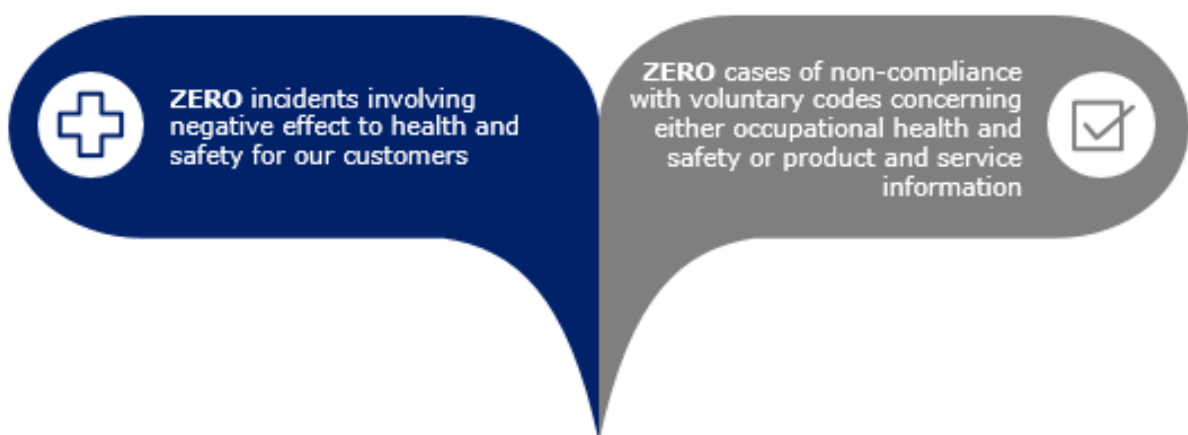 ZERO incidents involving
negative effect to health and
safety for our customers
ZERO cases of non-compliance
with voluntary codes concerning
either occupational health and
safety or product and service
information